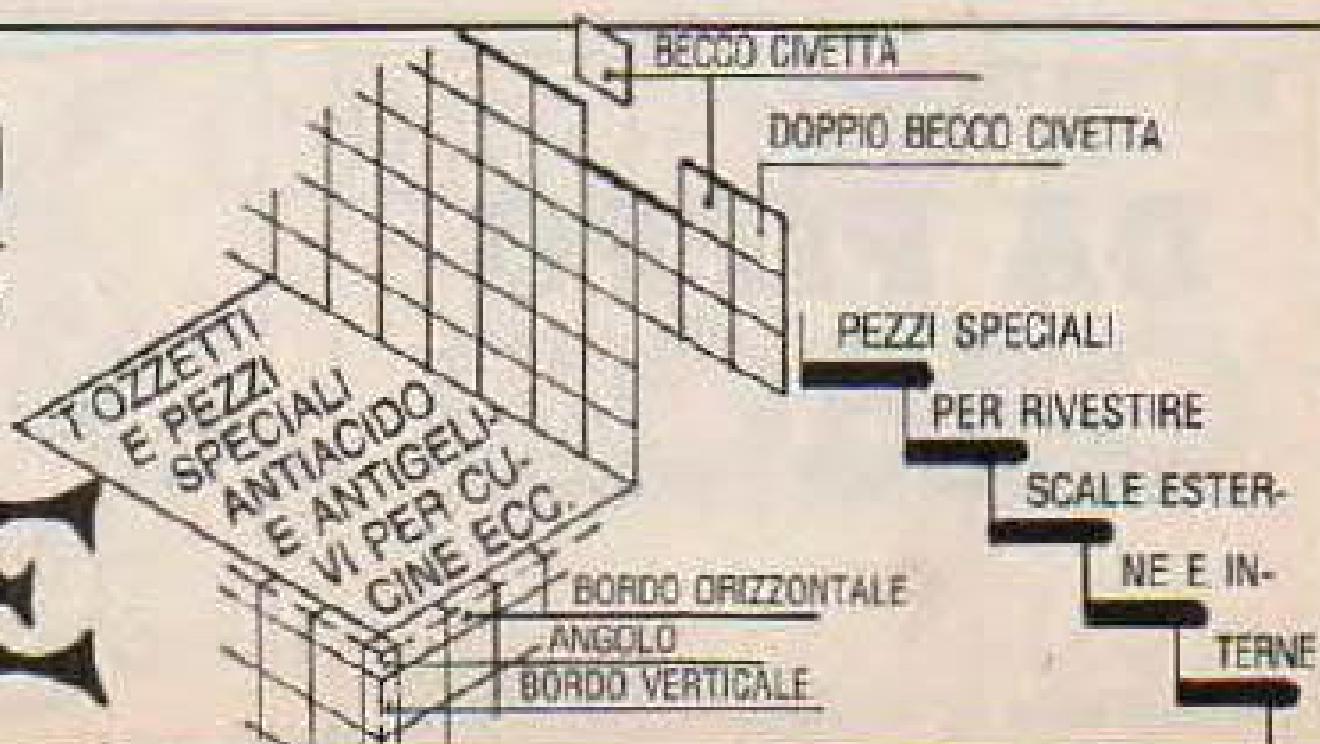 BECCO CIVETTA
DOPPIO BECCO CIVETTA
PEZZI SPECIALI
PER RIVESTIRE
SCALE ESTER-
NE E IN-
TERNE
TOZZETTI
E PEZZI
SPECIALI
ANTIACIDO
E ANTIGELI-
VI PER CU-
CINE ECC.
BORDO ORIZZONTALE
ANGOLO
BORDO VERTICALE